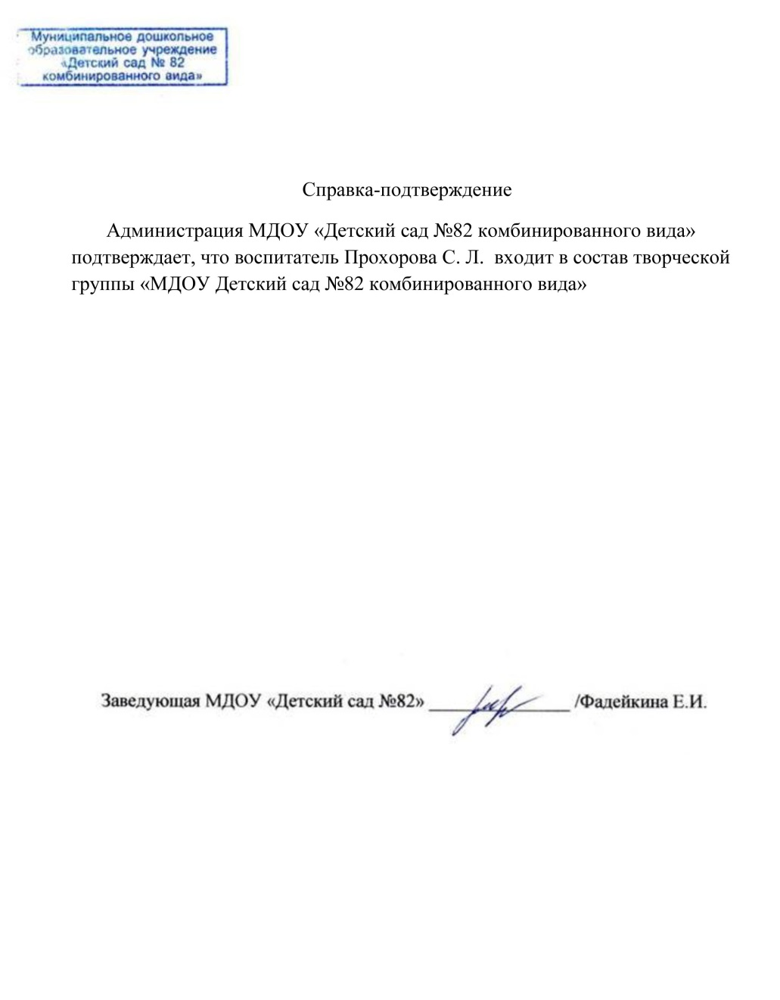 Муниципальное дошкольное
образовательное учреждение
«Детский сад № 82
комбинированного вида»
Справка-подтверждение
Администрация МДОУ «Детский сад №82 комбинированного вида»
подтверждает, что воспитатель Прохорова С. Л. входит в состав творческой
группы «МДОУ Детский сад №82 комбинированного вида»
Заведующая МДОУ «Детский сад №82» ______________ /Фадейкина Е.И.